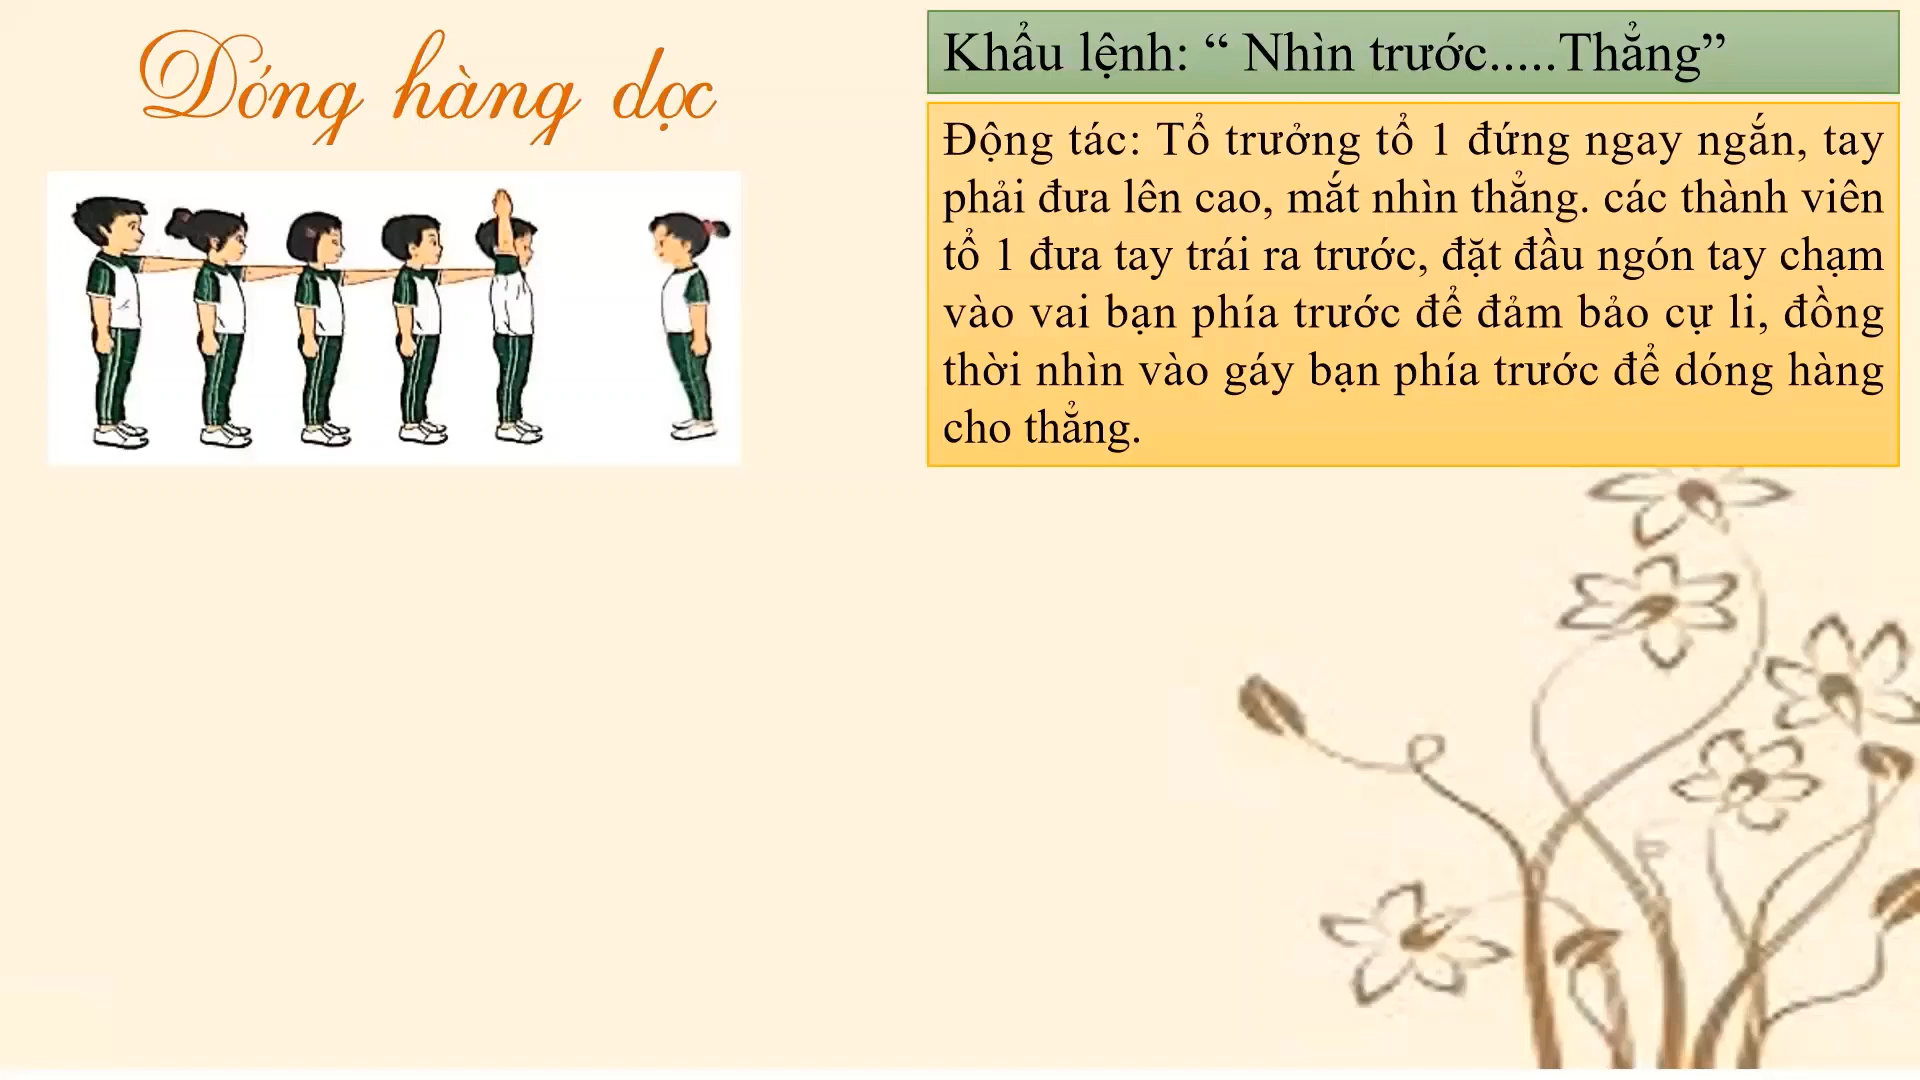 Dóng hàng dọc
Khẩu lệnh: “ Nhìn trước.....Thẳng”
Động tác: Tổ trưởng tổ 1 đứng ngay ngắn, tay
phải đưa lên cao, mắt nhìn thẳng. các thành viên
tổ 1 đưa tay trái ra trước, đặt đầu ngón tay chạm
vào vai bạn phía trước để đảm bảo cự li, đồng
thời nhìn vào gáy bạn phía trước để dóng hàng
cho thẳng.